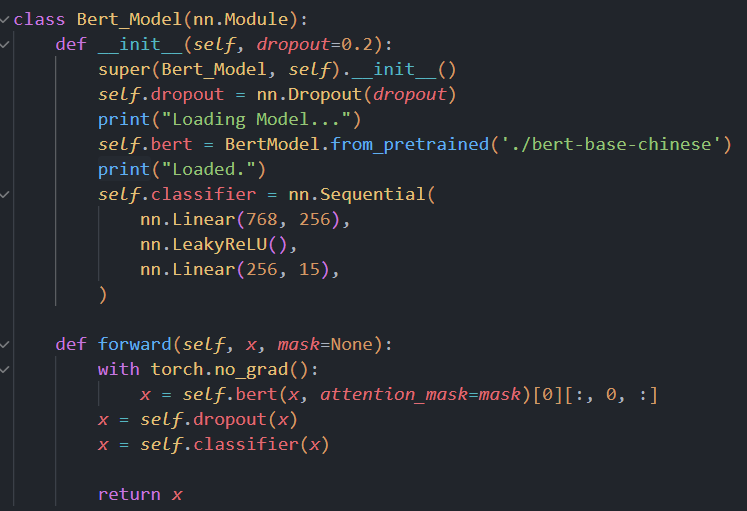 class Bert_Model(nn.Module):
    def __init__(self, dropout=0.2):
        super(Bert_Model, self).__init__()
        self.dropout = nn.Dropout(dropout)
        print("Loading Model...")
        self.bert = BertModel.from_pretrained('./bert-base-chinese')
        print("Loaded.")
        self.classifier = nn.Sequential(
            nn.Linear(768, 256),
            nn.LeakyReLU(),
            nn.Linear(256, 15),
        )

    def forward(self, x, mask=None):
        with torch.no_grad():
            x = self.bert(x, attention_mask=mask)[0][:, 0, :]
        x = self.dropout(x)
        x = self.classifier(x)

        return x